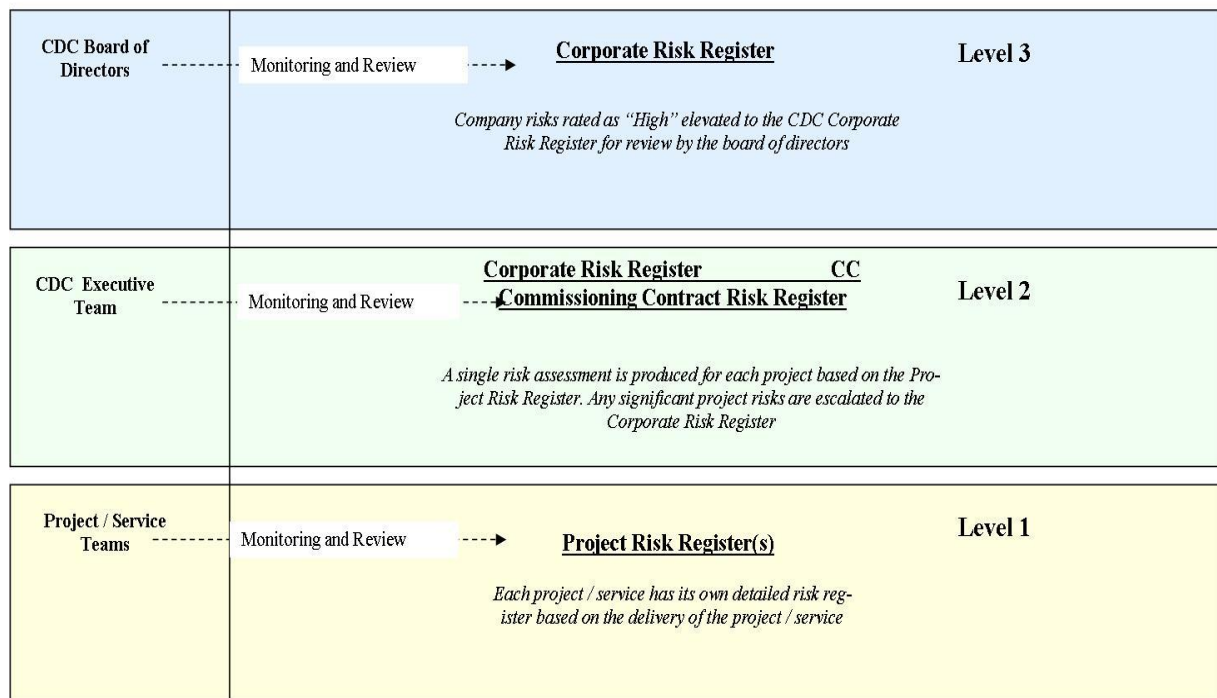 CDC Board of
Directors
Monitoring and Review
Corporate Risk Register
Level 3
Company risks rated as “High” elevated to the CDC Corporate
Risk Register for review by the board of directors
CDC Executive
Team
Monitoring and Review
Corporate Risk Register CC
Commissioning Contract Risk Register
Level 2
A single risk assessment is produced for each project based on the Pro-
ject Risk Register. Any significant project risks are escalated to the
Corporate Risk Register
Project / Service
Teams
Monitoring and Review
Project Risk Register(s)
Level 1
Each project / service has its own detailed risk reg-
ister based on the delivery of the project / service